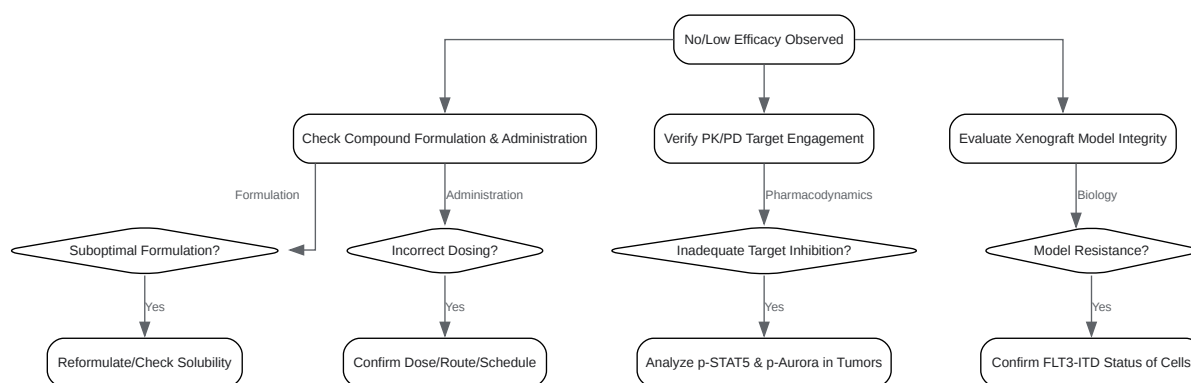 No/Low Efficacy Observed
Check Compound Formulation & Administration
Verify PK/PD Target Engagement
Evaluate Xenograft Model Integrity
Formulation
Administration
Pharmacodynamics
Biology
Suboptimal Formulation?
Incorrect Dosing?
Inadequate Target Inhibition?
Model Resistance?
Yes
Yes
Yes
Yes
Reformulate/Check Solubility
Confirm Dose/Route/Schedule
Analyze p-STAT5 & p-Aurora in Tumors
Confirm FLT3-ITD Status of Cells